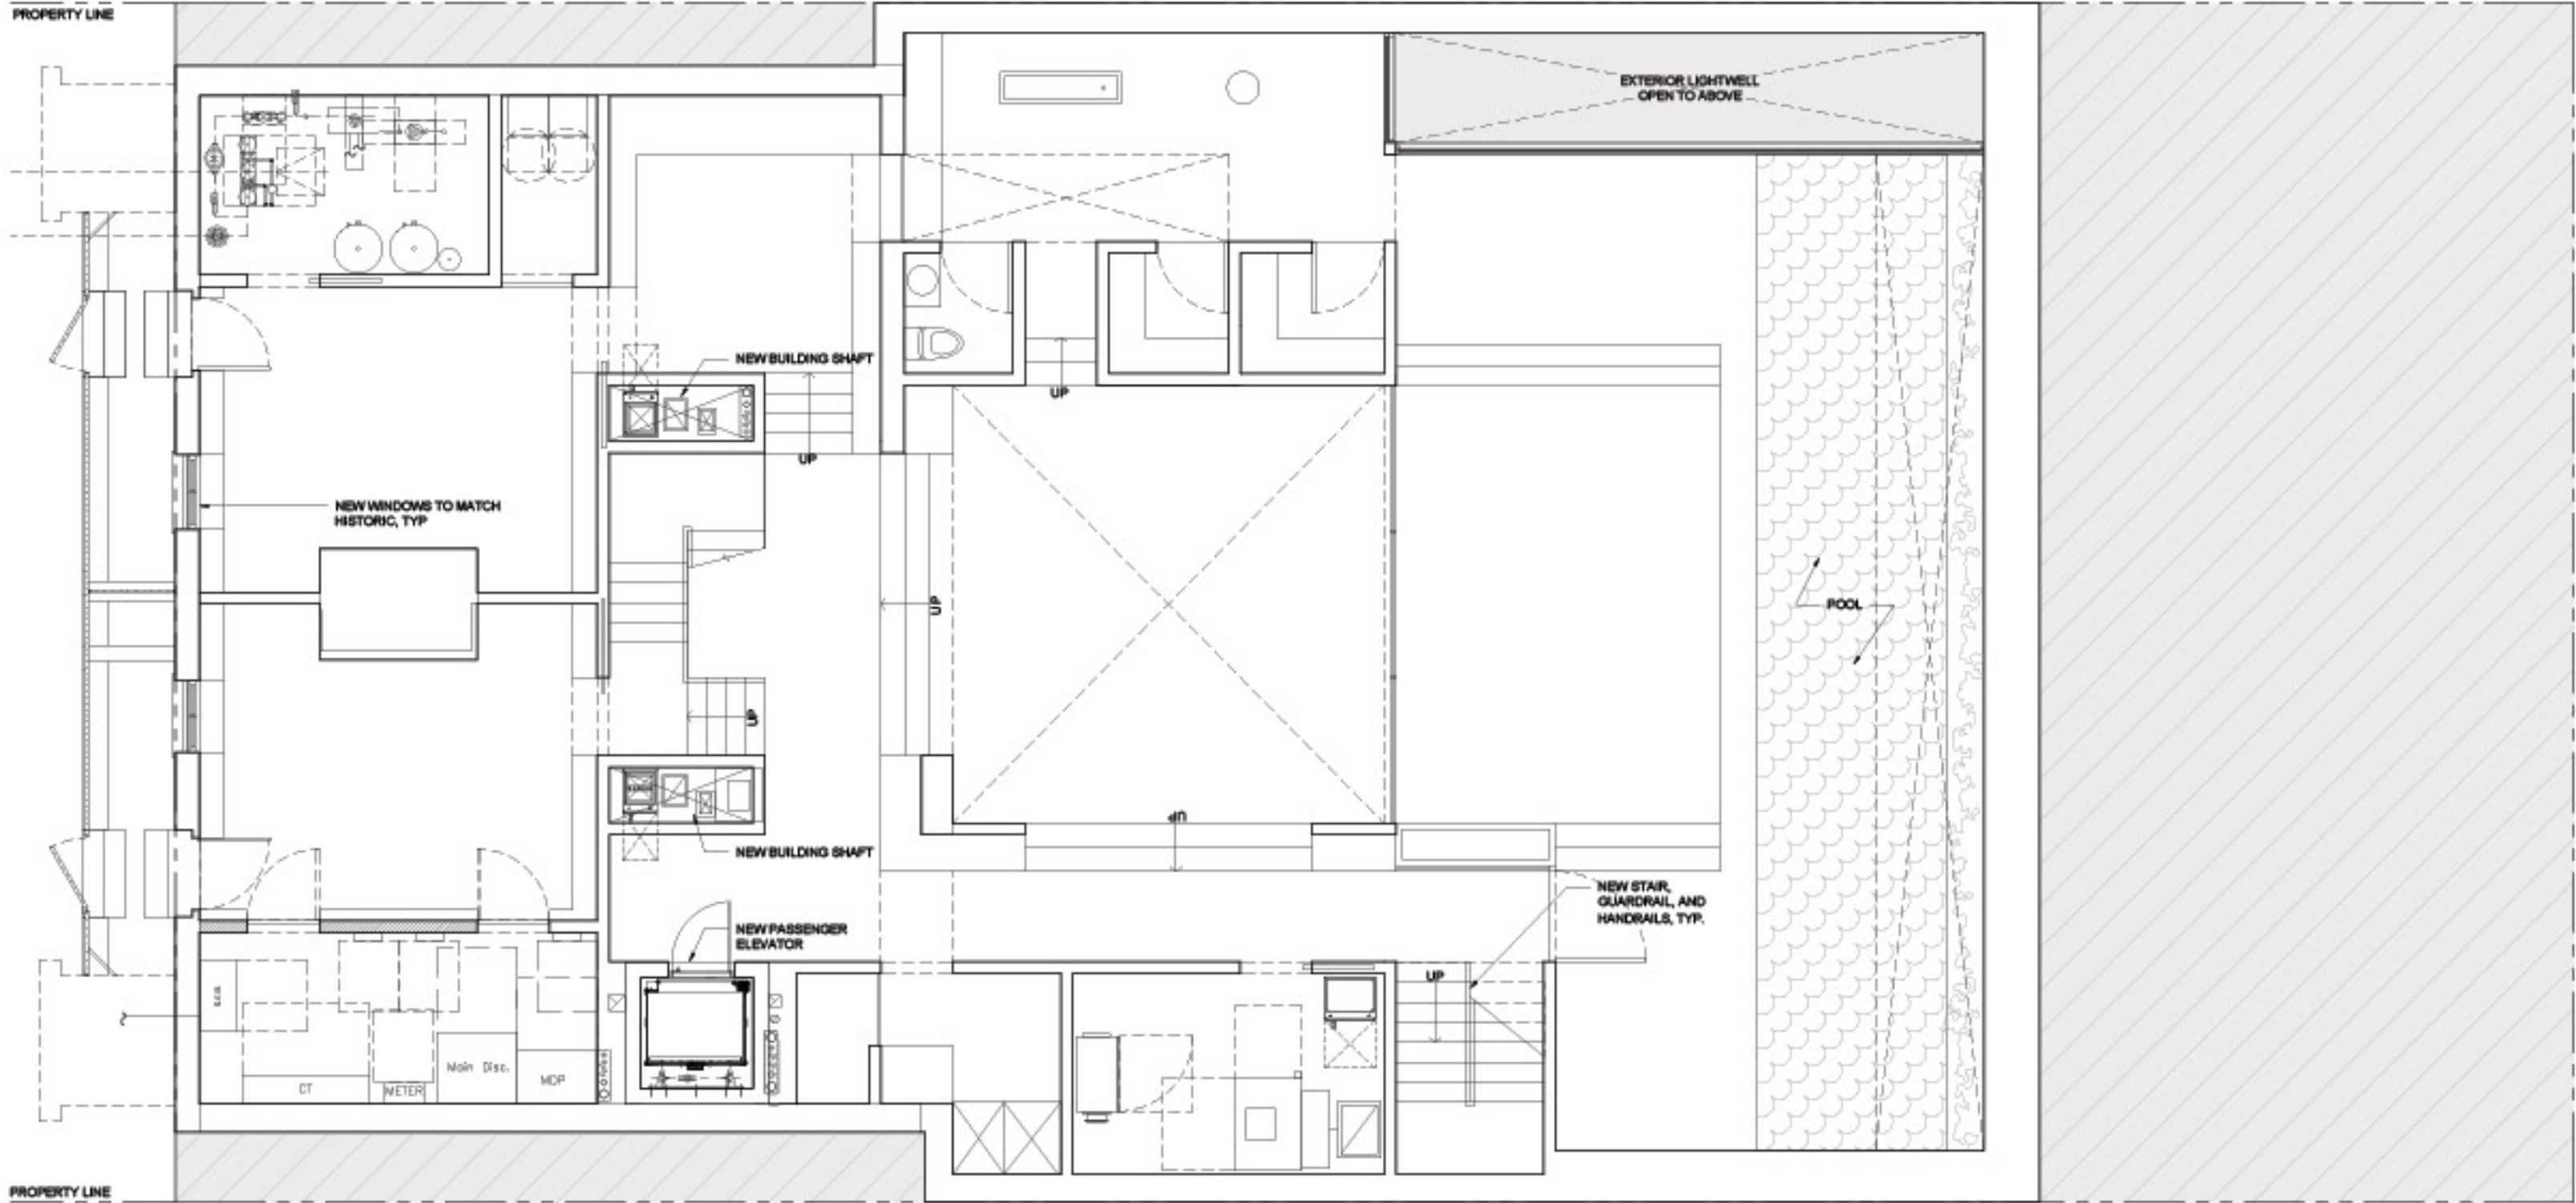 PROPERTY LINE
EXTERIOR LIGHTWELL
OPEN TO ABOVE
NEW BUILDING SHAFT
UP
UP
NEW WINDOWS TO MATCH
HISTORIC, TYP
UP
POOL
UP
UP
NEW BUILDING SHAFT
NEW STAIR,
GUARDRAIL, AND
HANDRAILS, TYP.
NEW PASSENGER
ELEVATOR
UP
Main Disc.
MDP
CT
METER
PROPERTY LINE